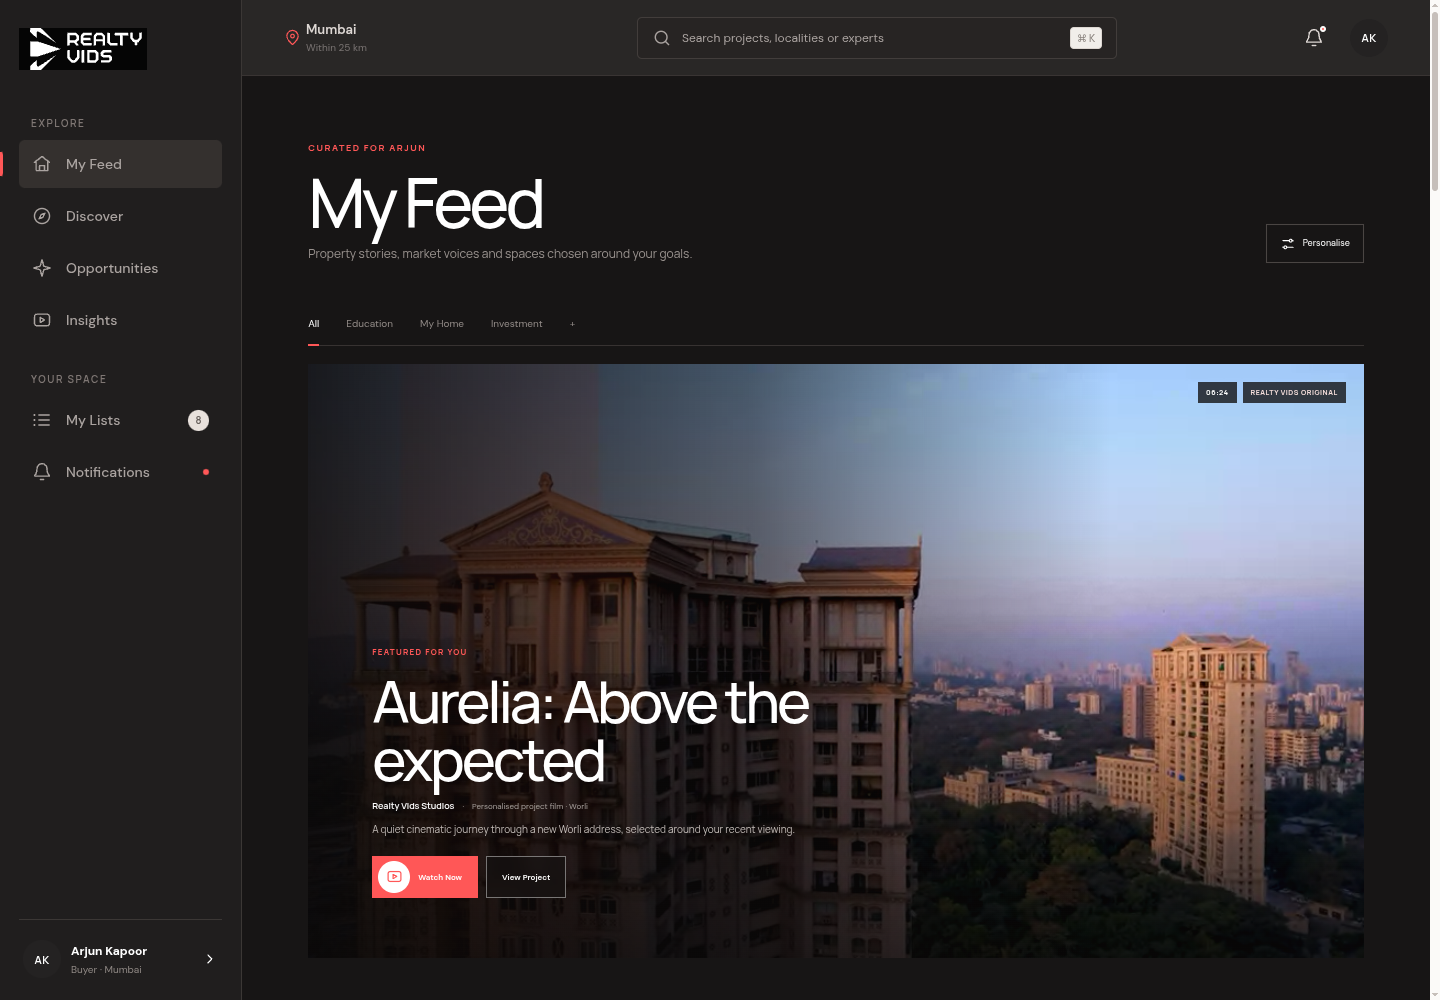 REALTY
VIDS
EXPLORE
My Feed
Discover
Opportunities
Insights
YOUR SPACE
My Lists
8
Notifications
Arjun Kapoor
AK
Buyer · Mumbai
Mumbai
Within 25 km
Search projects, localities or experts
⌘ K
AK
CURATED FOR ARJUN
My Feed
Property stories, market voices and spaces chosen around your goals.
Personalise
All
Education
My Home
Investment
+
06:24
REALTY VIDS ORIGINAL
FEATURED FOR YOU
Aurelia: Above the
expected
Realty Vids Studios · Personalised project film · Worli
A quiet cinematic journey through a new Worli address, selected around your recent viewing.
Watch Now
View Project